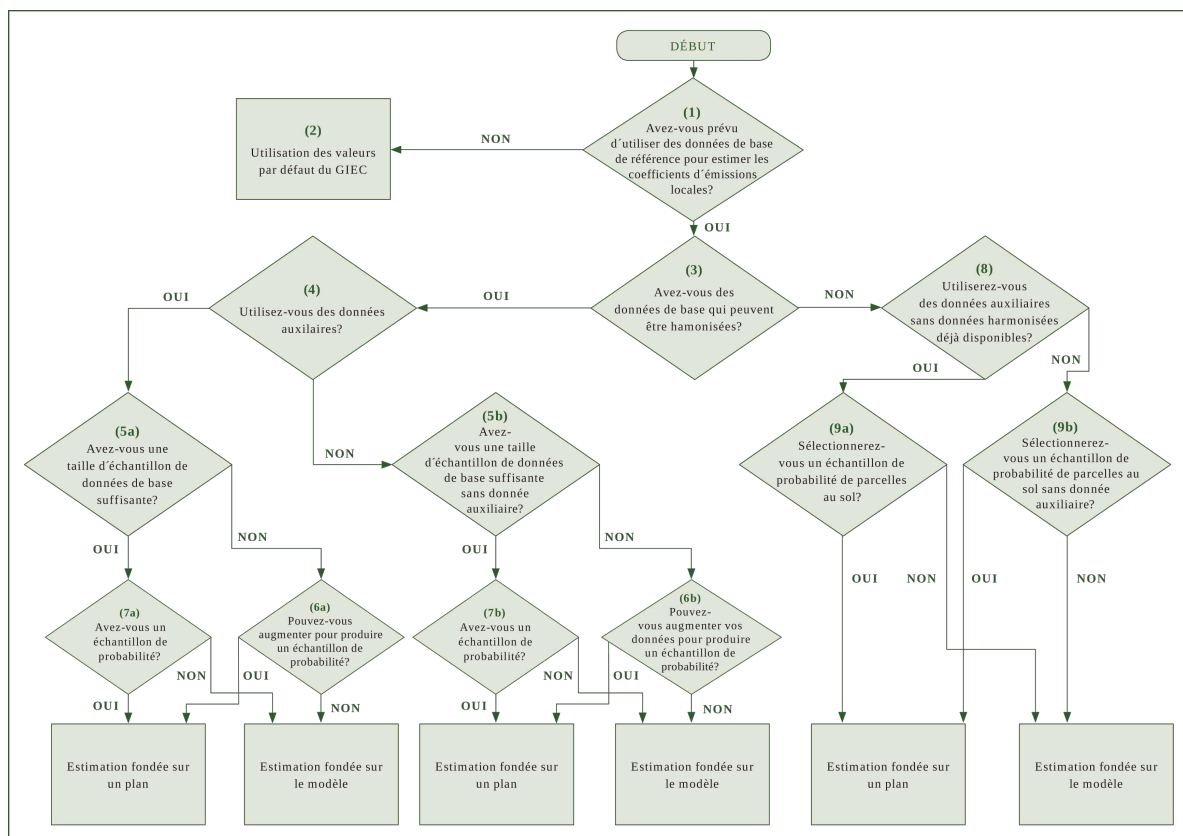 DÉBUT
(1)
Avez-vous prévu
d´utiliser des données de base
de référence pour estimer les
coefficients d´émissions
locales?
NON
(2)
Utilisation des valeurs
par défaut du GIEC
OUI
(3)
Avez-vous des
données de base qui peuvent
être hamonisées?
OUI
NON
(4)
Utilisez-vous des données
auxilaires?
OUI
NON
(8)
Utiliserez-vous
des données auxiliaires
sans données harmonisées
déjà disponibles?
OUI
NON
(5a)
Avez-vous une
taille d´échantillon de
données de base
suffisante?
OUI
NON
(5b)
Avez-
vous une taille
d´échantillon de données
de base suffisante
sans donnée
auxiliaire?
OUI
NON
(9a)
Sélectionnerez-
vous un échantillon de
probabilité de parcelles
au sol?
OUI
NON
(9b)
Sélectionnerez-
vous un échantillon de
probabilité de parcelles au
sol sans donnée
auxiliaire?
OUI
NON
(7a)
Avez-vous un
échantillon de
probabilité?
OUI
NON
(6a)
Pouvez-vous
augmenter pour produire
un échantillon de
probabilité?
OUI
NON
(7b)
Avez-vous un
échantillon de
probabilité?
OUI
NON
(6b)
Pouvez-
vous augmenter vos
données pour produire
un échantillon de
probabilité?
OUI
NON
Estimation fondée sur
un plan
Estimation fondée sur
le modèle
Estimation fondée sur
un plan
Estimation fondée sur
le modèle
Estimation fondée sur
un plan
Estimation fondée sur
le modèle